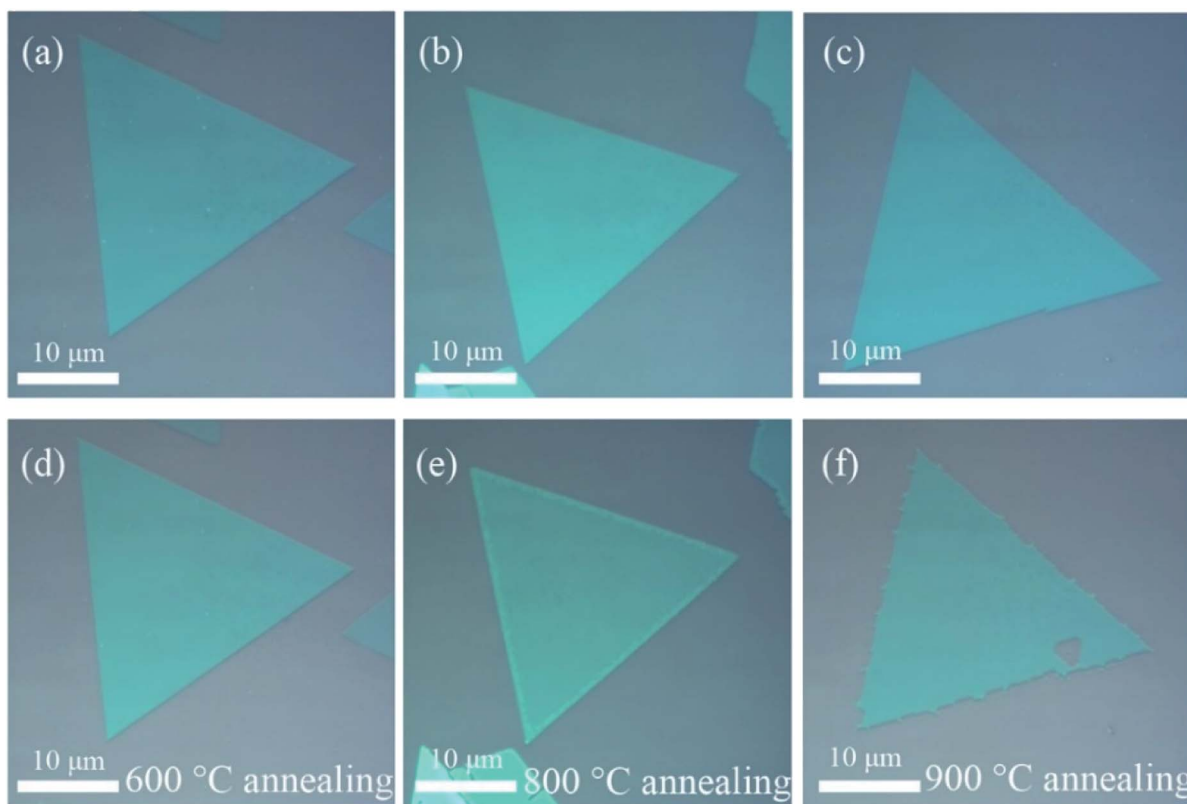 (a)
(b)
(c)
10 μm
10 μm
10 μm
(d)
(e)
(f)
10 μm
600 °C annealing
10 μm
800 °C annealing
10 μm
900 °C annealing